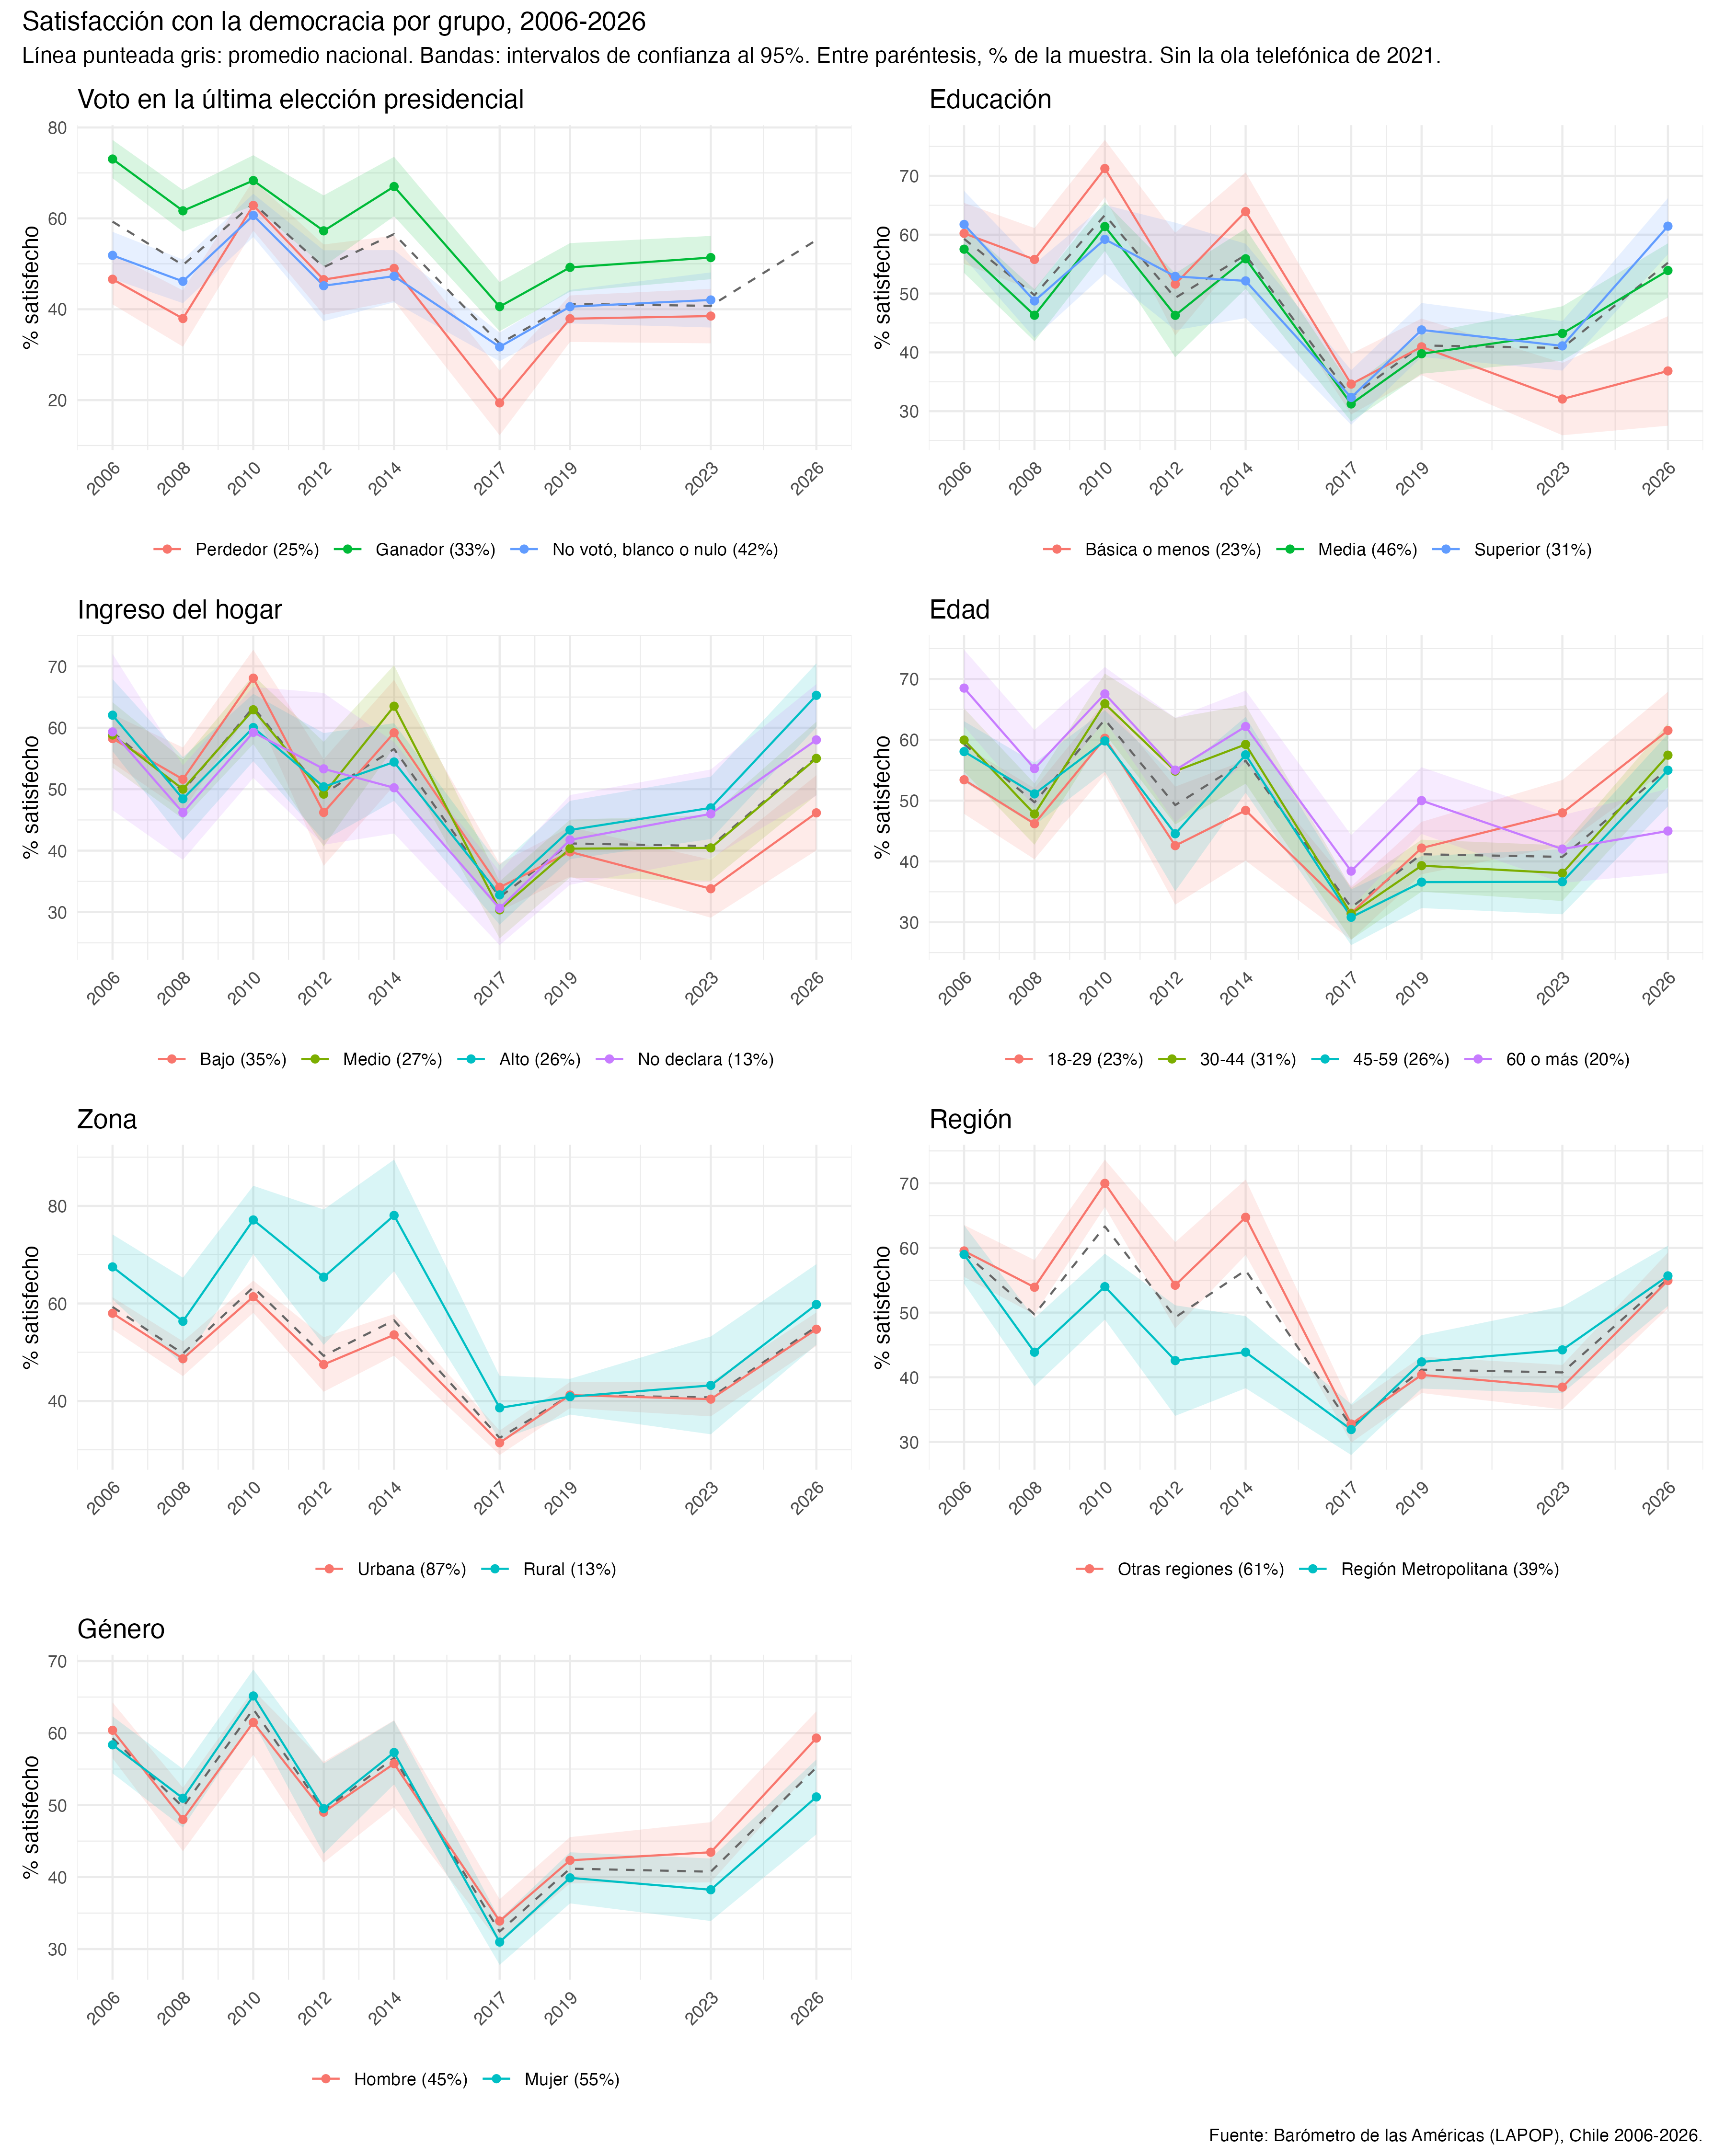 Satisfacción con la democracia por grupo, 2006-2026
Línea punteada gris: promedio nacional. Bandas: intervalos de confianza al 95%. Entre paréntesis, % de la muestra. Sin la ola telefónica de 2021.
Voto en la última elección presidencial
% satisfecho
80
60
40
20
2006 2008 2010 2012 2014 2017 2019 2023 2026
Perdedor (25%) Ganador (33%) No votó, blanco o nulo (42%)
Educación
% satisfecho
70
60
50
40
30
2006 2008 2010 2012 2014 2017 2019 2023 2026
Básica o menos (23%) Media (46%) Superior (31%)
Ingreso del hogar
% satisfecho
70
60
50
40
30
2006 2008 2010 2012 2014 2017 2019 2023 2026
Bajo (35%) Medio (27%) Alto (26%) No declara (13%)
Edad
% satisfecho
70
60
50
40
30
2006 2008 2010 2012 2014 2017 2019 2023 2026
18-29 (23%) 30-44 (31%) 45-59 (26%) 60 o más (20%)
Zona
% satisfecho
80
60
40
2006 2008 2010 2012 2014 2017 2019 2023 2026
Urbana (87%) Rural (13%)
Región
% satisfecho
70
60
50
40
30
2006 2008 2010 2012 2014 2017 2019 2023 2026
Otras regiones (61%) Región Metropolitana (39%)
Género
% satisfecho
70
60
50
40
30
2006 2008 2010 2012 2014 2017 2019 2023 2026
Hombre (45%) Mujer (55%)
Fuente: Barómetro de las Américas (LAPOP), Chile 2006-2026.